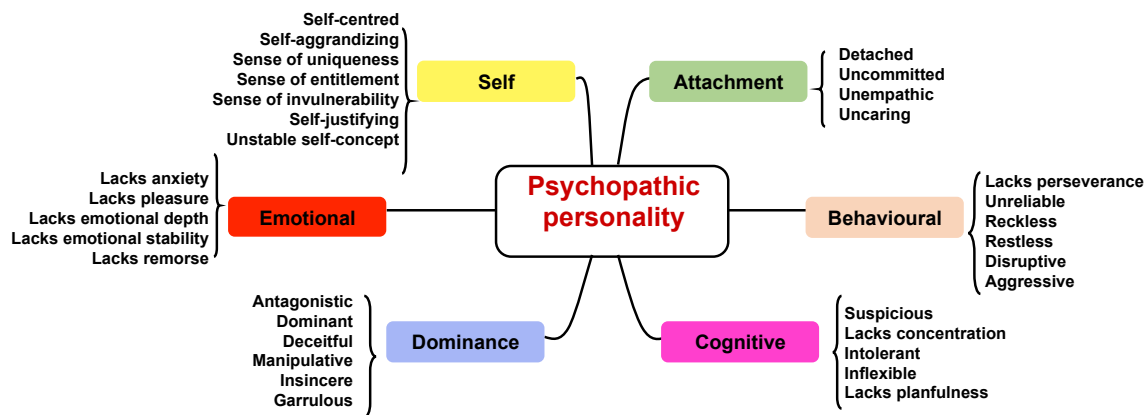 Self-centred
Self-aggrandizing
Sense of uniqueness
Sense of entitlement
Sense of invulnerability
Self-justifying
Unstable self-concept
Self
Attachment
Detached
Uncommitted
Unempathic
Uncaring
Lacks anxiety
Lacks pleasure
Lacks emotional depth
Lacks emotional stability
Lacks remorse
Emotional
Psychopathic
personality
Behavioural
Lacks perseverance
Unreliable
Reckless
Restless
Disruptive
Aggressive
Antagonistic
Dominant
Deceitful
Manipulative
Insincere
Garrulous
Dominance
Cognitive
Suspicious
Lacks concentration
Intolerant
Inflexible
Lacks planfulness